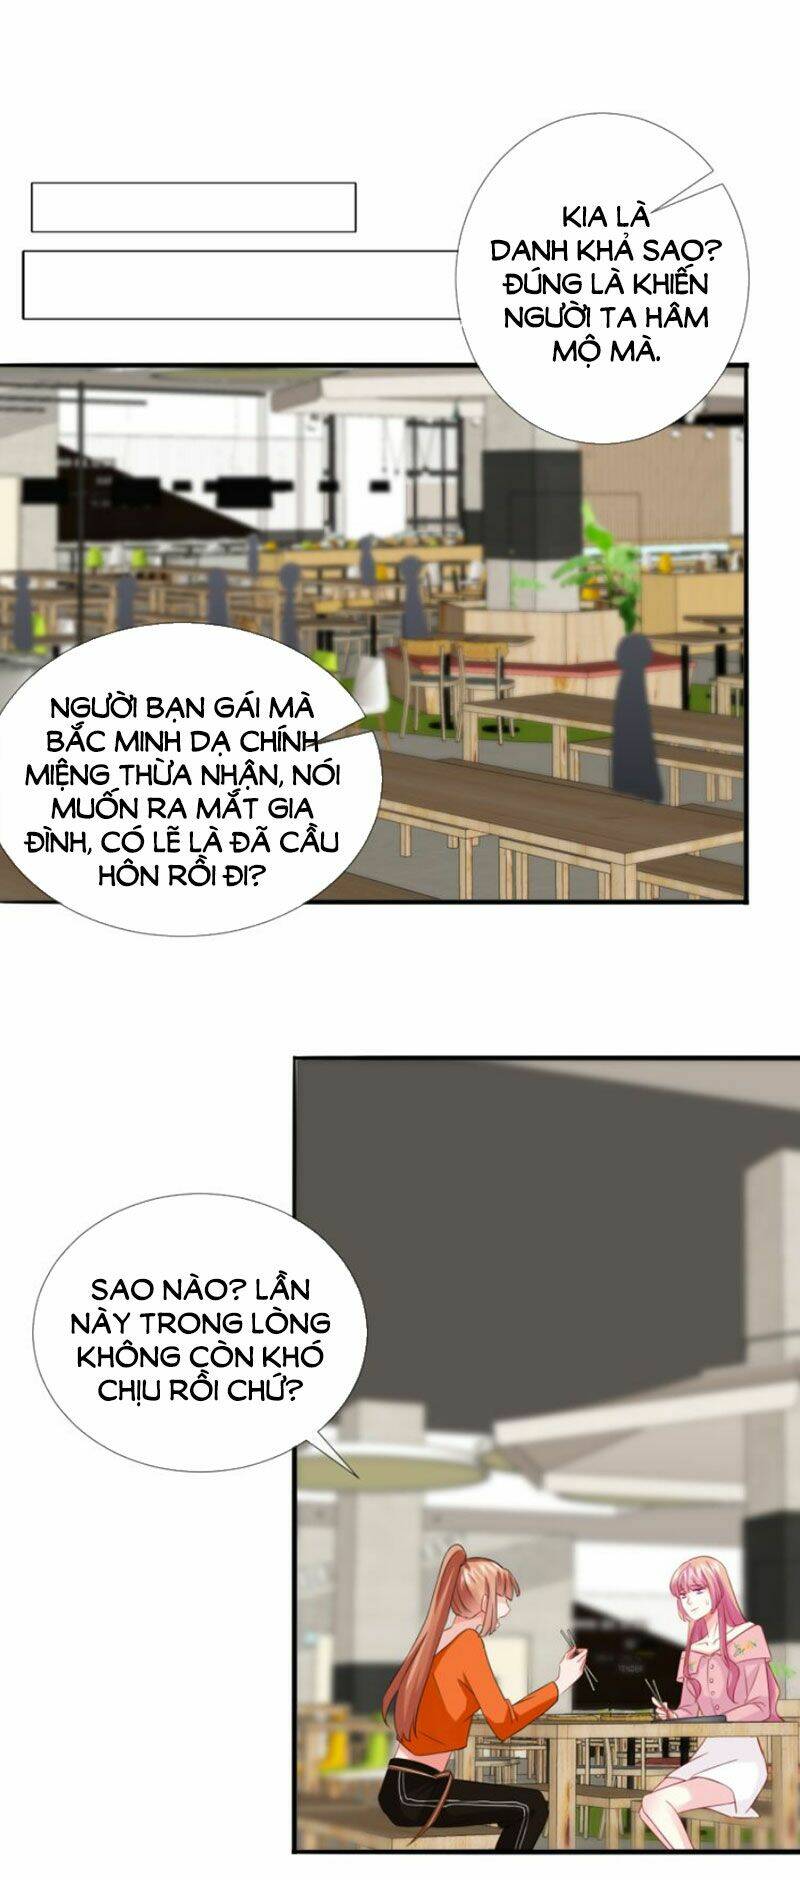 KIA LÀ
DANH KHẢ SAO?
ĐÚNG LÀ KHIẾN
NGƯỜI TA HÂM
MỘ MÀ.
NGƯỜI BẠN GÁI MÀ
BẮC MINH DẠ CHÍNH
MIỆNG THỪA NHẬN, NÓI
MUỐN RA MẮT GIA
ĐÌNH, CÓ LẼ LÀ ĐÃ CẦU
HÔN RỒI ĐI?
SAO NÀO? LẦN
NÀY TRONG LÒNG
KHÔNG CÒN KHÓ
CHỊU RỒI CHỨ?
TENDER